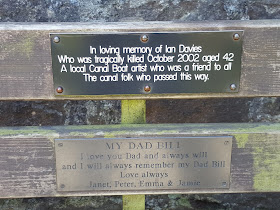 In loving memory of Ian Davies
Who was tragically killed October 2002 aged 42
A local Canal Boat artist who was a friend to all
The canal folk who passed this way.
MY DAD BILL
I love you Dad and always will
and I will always remember my Dad Bill
Love always
Janet, Peter, Emma & Jamie